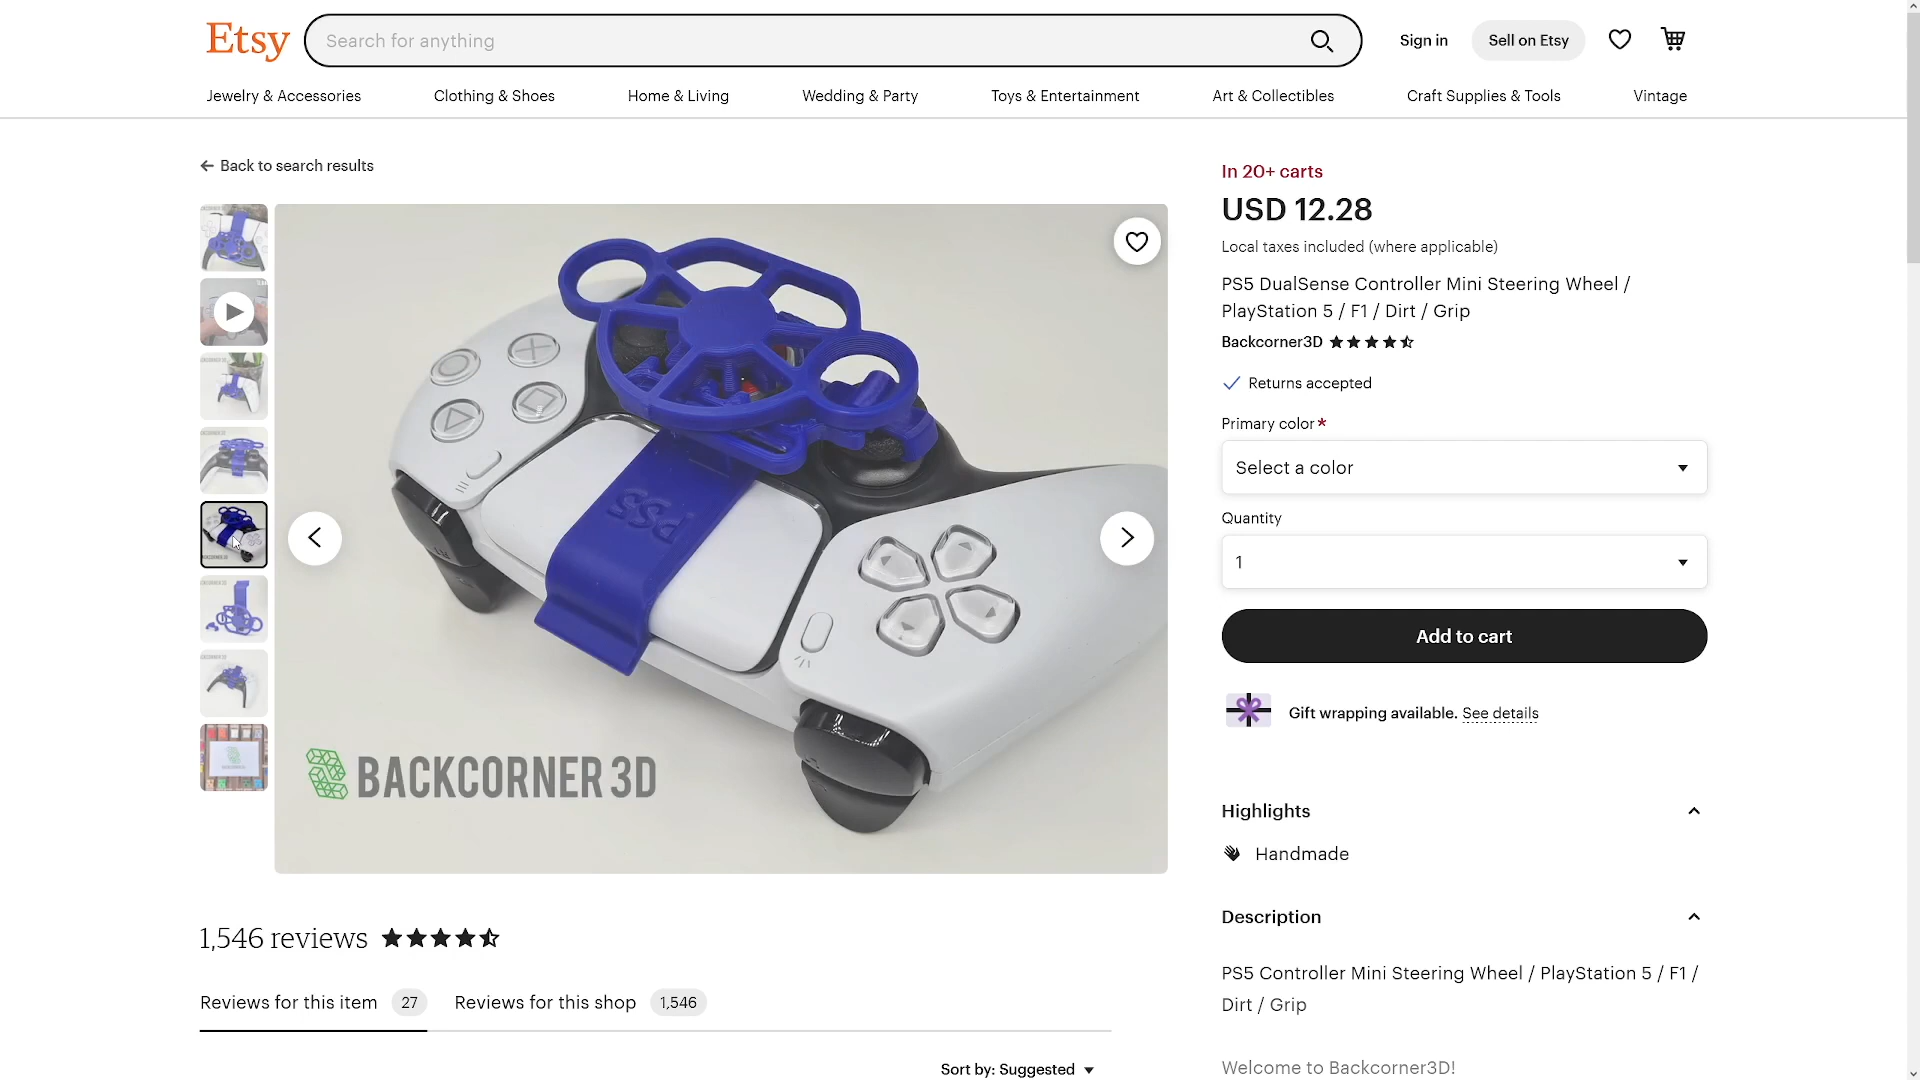 Etsy
Search for anything
Sign in
Sell on Etsy
Jewelry & Accessories
Clothing & Shoes
Home & Living
Wedding & Party
Toys & Entertainment
Art & Collectibles
Craft Supplies & Tools
Vintage
Back to search results
PS5
BACKCORNER 3D
In 20+ carts
USD 12.28
Local taxes included (where applicable)
PS5 DualSense Controller Mini Steering Wheel /
PlayStation 5 / F1 / Dirt / Grip
Backcorner3D
Returns accepted
Primary color*
Select a color
Quantity
1
Add to cart
Gift wrapping available. See details
Highlights
Handmade
Description
PS5 Controller Mini Steering Wheel / PlayStation 5 / F1 /
Dirt / Grip
Welcome to Backcorner3D!
1,546 reviews
Reviews for this item 27
Reviews for this shop 1,546
Sort by: Suggested